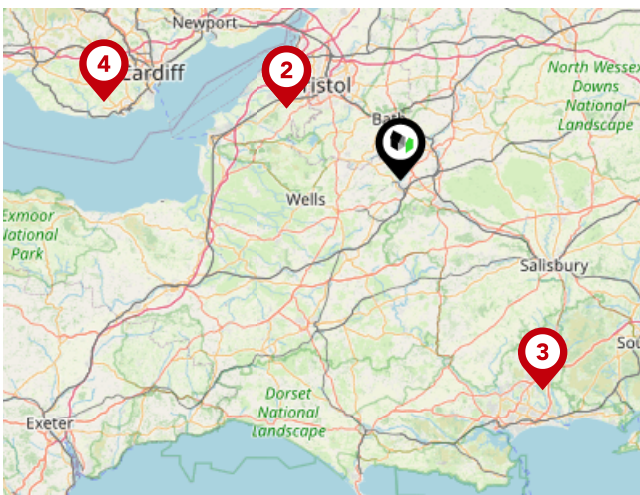 Newport
4
Cardiff
2
Bristol
North Wessex
Downs
National
Landscape
Bath
Wells
Exmoor
National
Park
Salisbury
3
Dorset
National
Landscape
Exeter
Sou